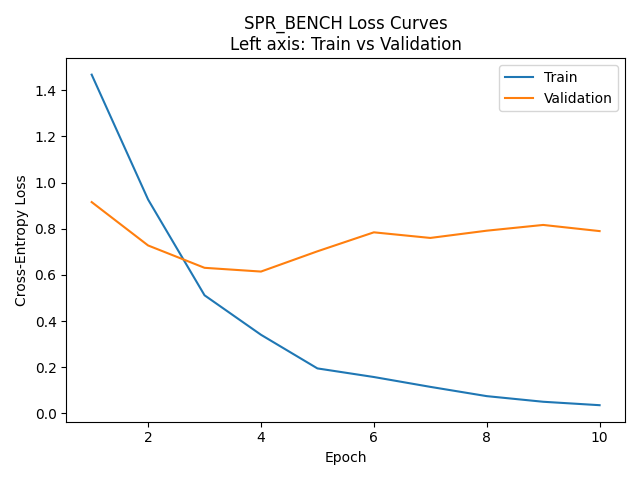 SPR_BENCH Loss Curves
Left axis: Train vs Validation
Train
Validation
Cross-Entropy Loss
1.4
1.2
1.0
0.8
0.6
0.4
0.2
0.0
2 4 6 8 10
Epoch